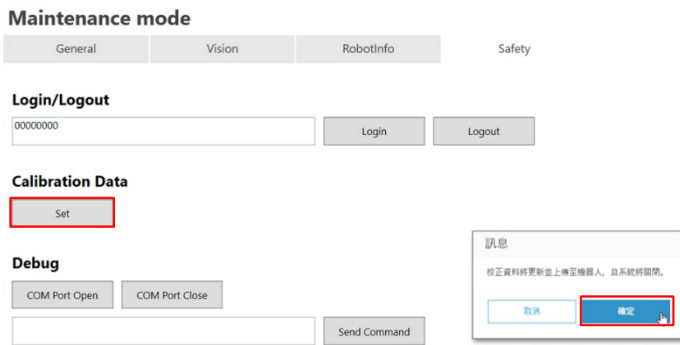 Maintenance mode
General Vision RobotInfo Safety
Login/Logout
00000000 Login Logout
Calibration Data
Set
Debug
COM Port Open COM Port Close
Send Command
訊息
校正資料將更新並上傳至機器人，且系統將關閉。
取消 確定